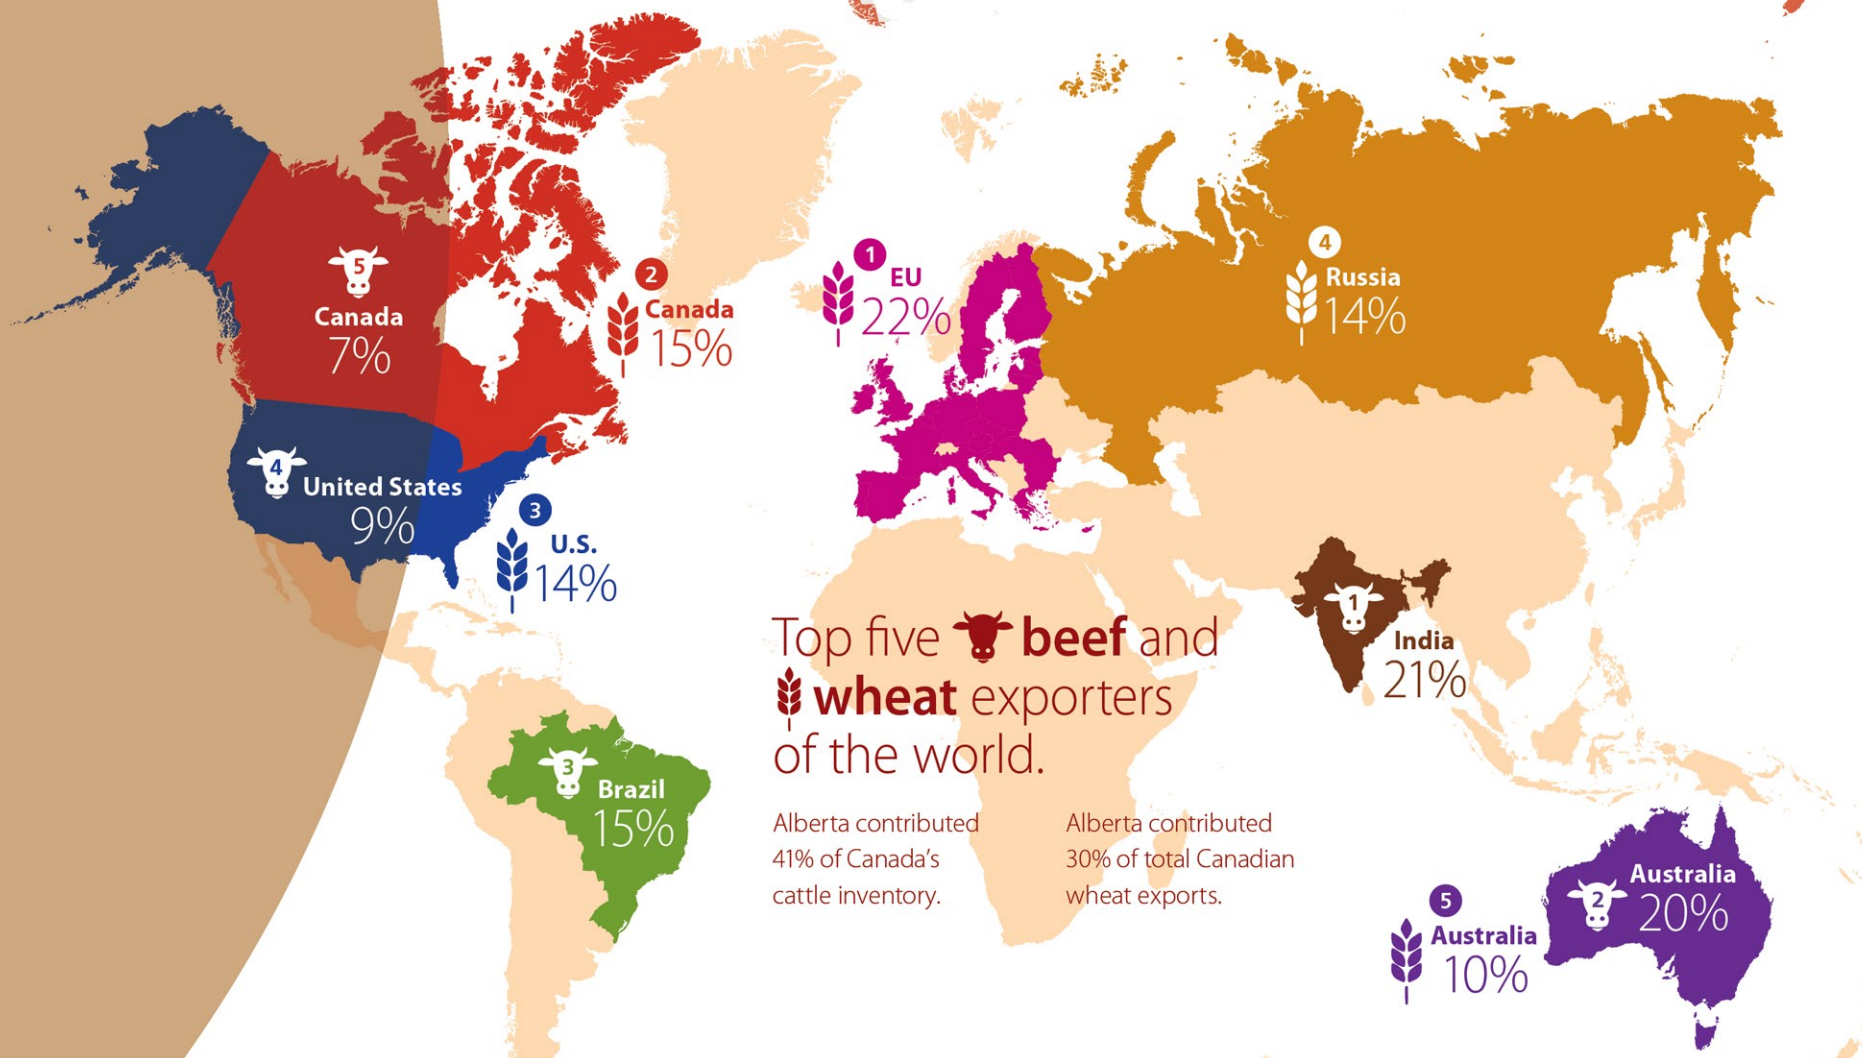 5
Canada
7%
2
Canada
15%
1
EU
22%
4
Russia
14%
4
United States
9%
3
U.S.
14%
1
India
21%
Top five beef and
wheat exporters
of the world.
3
Brazil
15%
Alberta contributed
41% of Canada's
cattle inventory.
Alberta contributed
30% of total Canadian
wheat exports.
2
Australia
20%
5
Australia
10%